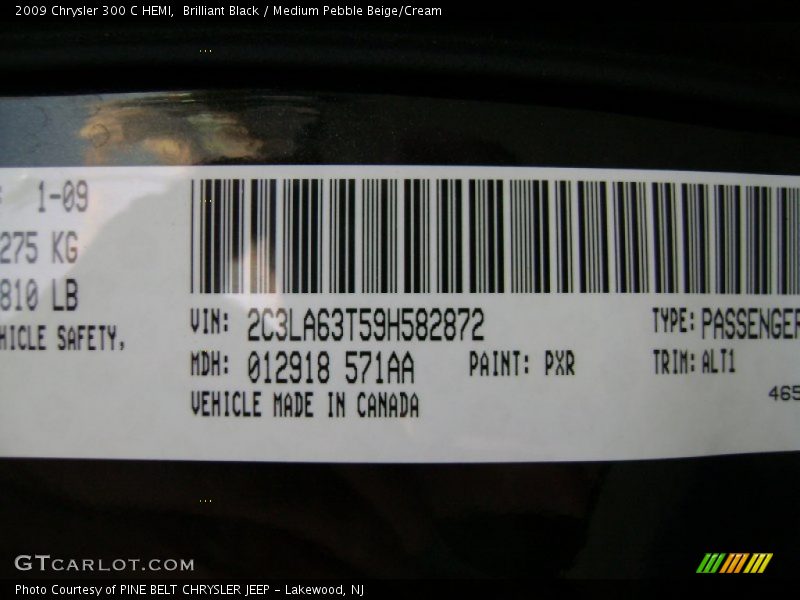 2009 Chrysler 300 C HEMI,  Brilliant Black / Medium Pebble Beige/Cream
1-09
275 KG
810 LB
HICLE SAFETY,
VIN: 2C3LA63T59H582872
TYPE: PASSENGER
MDH: 012918 571AA
PAINT: PXR
TRIM: ALT1
VEHICLE MADE IN CANADA
465
GTCARLOT.COM
Photo Courtesy of PINE BELT CHRYSLER JEEP - Lakewood, NJ